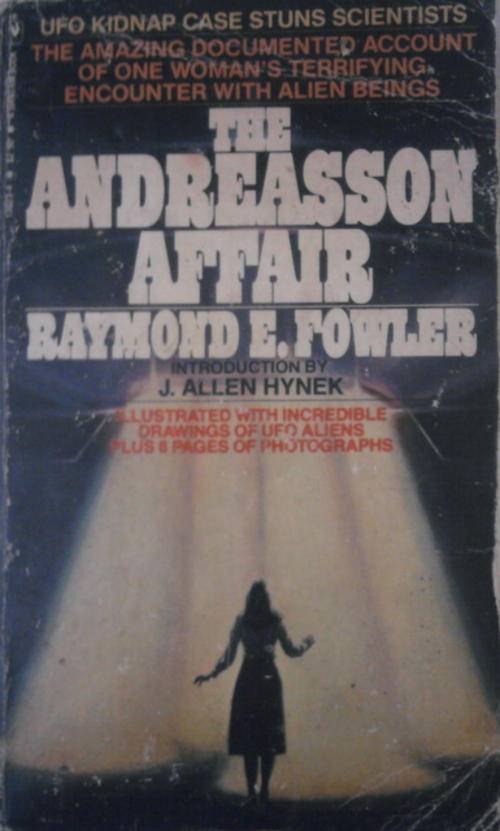 UFO KIDNAP CASE STUNS SCIENTISTS
THE AMAZING DOCUMENTED ACCOUNT
OF ONE WOMAN'S TERRIFYING
ENCOUNTER WITH ALIEN BEINGS
THE
ANDREASSON
AFFAIR
RAYMOND E. FOWLER
INTRODUCTION BY
J. ALLEN HYNEK
ILLUSTRATED WITH INCREDIBLE
DRAWINGS OF UFO ALIENS
PLUS 8 PAGES OF PHOTOGRAPHS